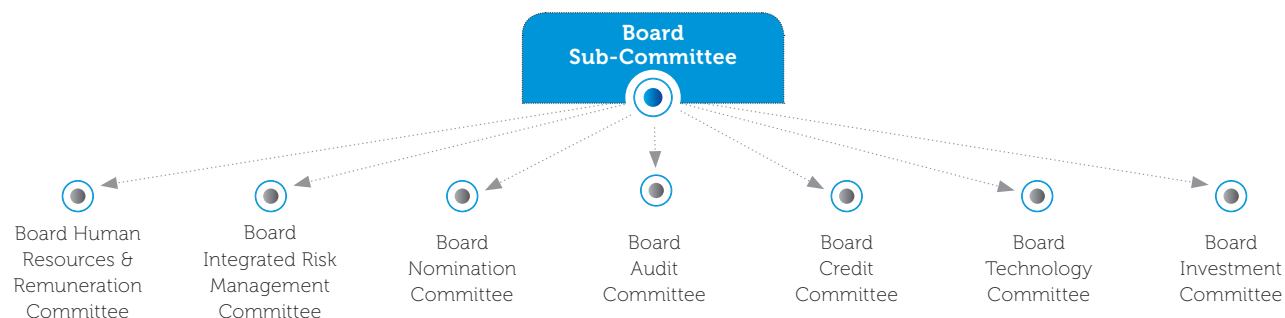 Board
Sub-Committee
Board Human
Resources &
Remuneration
Committee
Board
Integrated Risk
Management
Committee
Board
Nomination
Committee
Board
Audit
Committee
Board
Credit
Committee
Board
Technology
Committee
Board
Investment
Committee